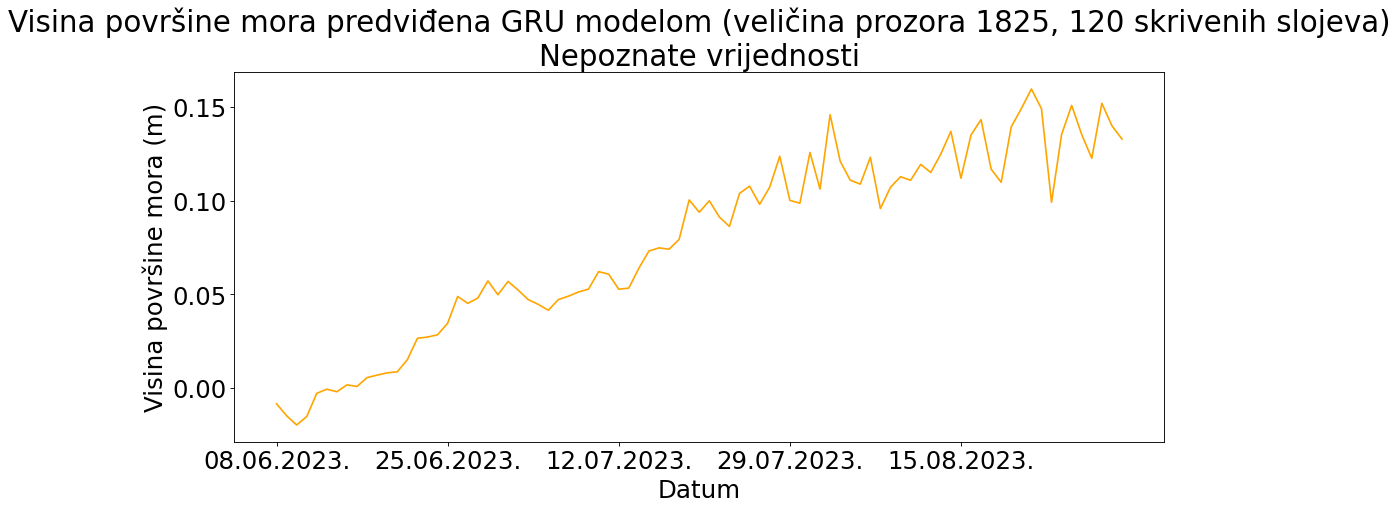 Visina površine mora predviđena GRU modelom (veličina prozora 1825, 120 skrivenih slojeva)
Nepoznate vrijednosti
Visina površine mora (m)
0.15
0.10
0.05
0.00
08.06.2023.
25.06.2023.
12.07.2023.
29.07.2023.
15.08.2023.
Datum